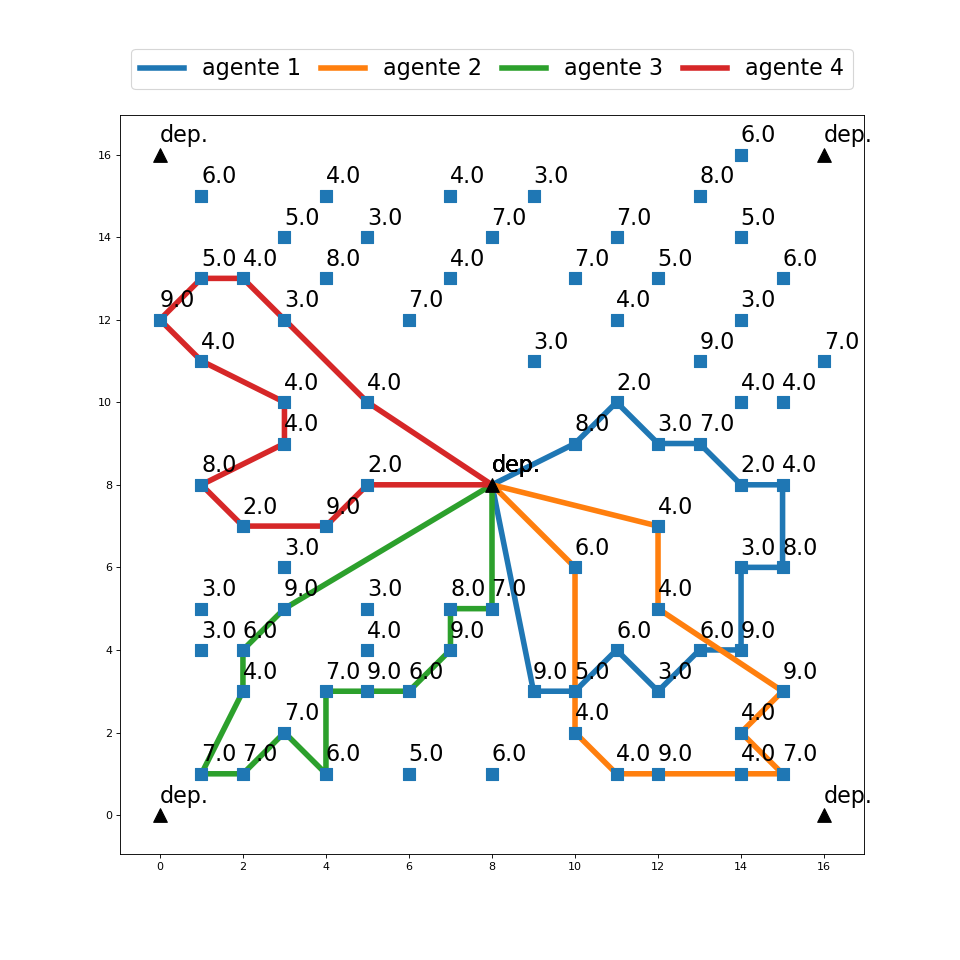 agente 1 agente 2 agente 3 agente 4
dep. 6.0 dep.
16
6.0 4.0 4.0 3.0 8.0
5.0 3.0 7.0 7.0 5.0
14
5.0 4.0 8.0 4.0 7.0 5.0 6.0
9.0 3.0 7.0 4.0 3.0
12
4.0 3.0 9.0 7.0
4.0 4.0 2.0 4.0 4.0
10
4.0 8.0 3.0 7.0
8.0 2.0 dep. 2.0 4.0
8
2.0 9.0 4.0
3.0 6.0 3.0 8.0
6
3.0 9.0 3.0 8.0 7.0 4.0
3.0 6.0 4.0 9.0 6.0 6.0 9.0
4
4.0 7.0 9.0 6.0 9.0 5.0 3.0 9.0
7.0 4.0 4.0
2
7.0 7.0 6.0 5.0 6.0 4.0 9.0 4.0 7.0
dep. dep.
0
0 2 4 6 8 10 12 14 16